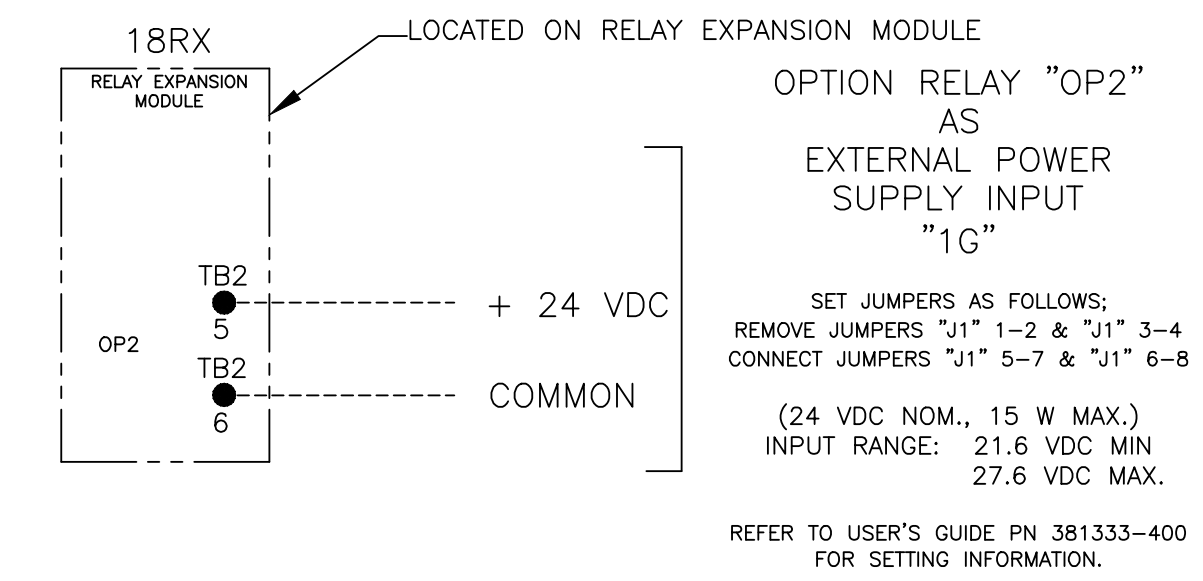 18RX
RELAY EXPANSION
MODULE
LOCATED ON RELAY EXPANSION MODULE
TB2
5
OP2
TB2
6
+ 24 VDC
COMMON
OPTION RELAY "OP2"
AS
EXTERNAL POWER
SUPPLY INPUT
"1G"
SET JUMPERS AS FOLLOWS;
REMOVE JUMPERS "J1" 1-2 & "J1" 3-4
CONNECT JUMPERS "J1" 5-7 & "J1" 6-8
(24 VDC NOM., 15 W MAX.)
INPUT RANGE: 21.6 VDC MIN
27.6 VDC MAX.
REFER TO USER'S GUIDE PN 381333-400
FOR SETTING INFORMATION.